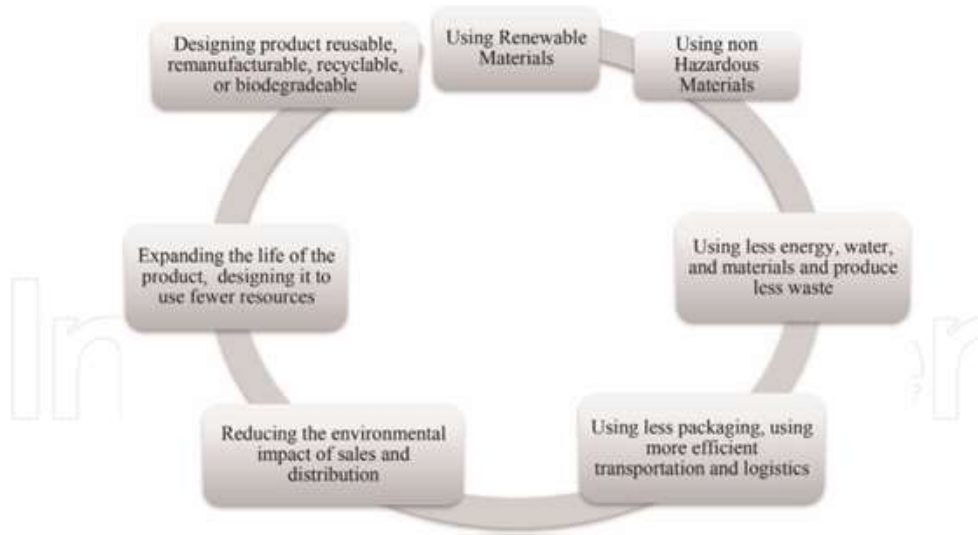 Designing product reusable,
remanufacturable, recyclable,
or biodegradeable
Using Renewable
Materials
Using non
Hazardous
Materials
Using less energy, water,
and materials and produce
less waste
Using less packaging, using
more efficient
transportation and logistics
Reducing the environmental
impact of sales and
distribution
Expanding the life of the
product, designing it to
use fewer resources